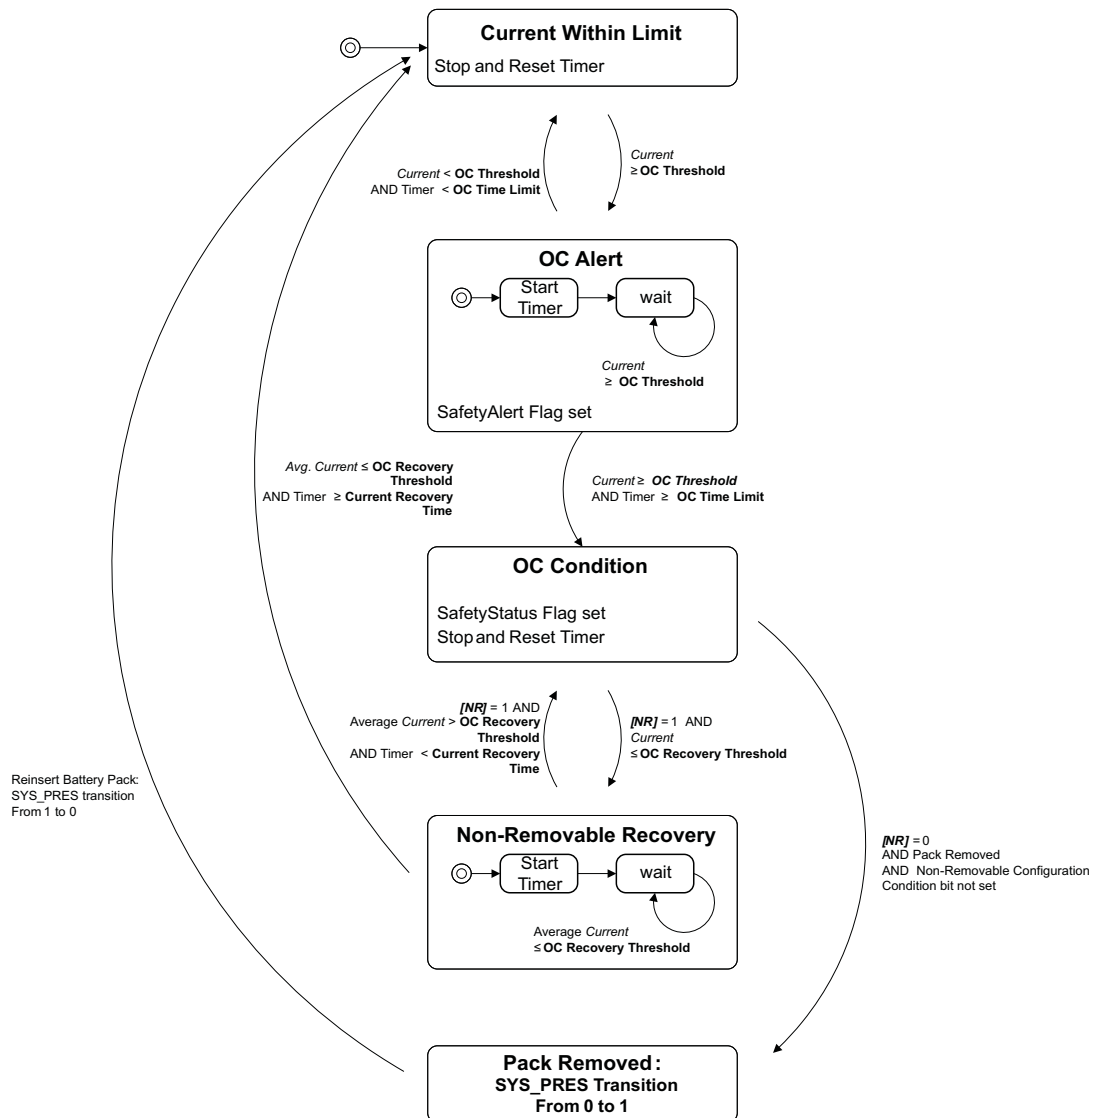 Current Within Limit
Stop and Reset Timer
Current < OC Threshold
AND Timer < OC Time Limit
Current
≥ OC Threshold
OC Alert
Start
Timer
wait
Current
≥ OC Threshold
SafetyAlert Flag set
Avg. Current ≤ OC Recovery
Threshold
AND Timer ≥ Current Recovery
Time
Current ≥ OC Threshold
AND Timer ≥ OC Time Limit
OC Condition
SafetyStatus Flag set
Stop and Reset Timer
[NR] = 1 AND
Average Current > OC Recovery
Threshold
AND Timer < Current Recovery
Time
[NR] = 1 AND
Current
≤ OC Recovery Threshold
Reinsert Battery Pack:
SYS_PRES transition
From 1 to 0
Non-Removable Recovery
Start
Timer
wait
Average Current
≤ OC Recovery Threshold
[NR] = 0
AND Pack Removed
AND Non-Removable Configuration
Condition bit not set
Pack Removed:
SYS_PRES Transition
From 0 to 1